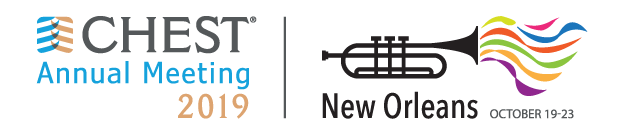 CHEST®
Annual Meeting
2019
New Orleans OCTOBER 19-23